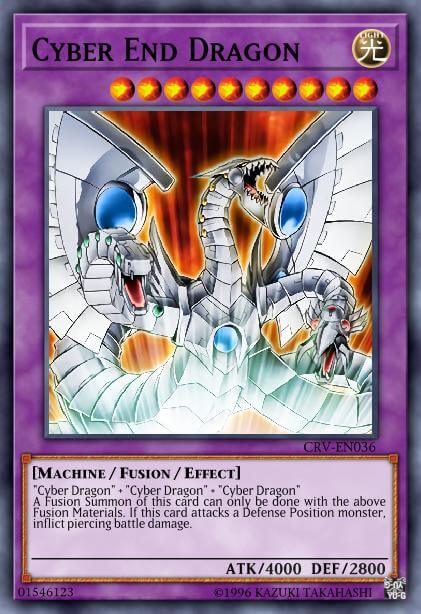 CYBER END DRAGON
LIGHT
光
CRV-EN036
[MACHINE / FUSION / EFFECT]
"Cyber Dragon" + "Cyber Dragon" + "Cyber Dragon"
A Fusion Summon of this card can only be done with the above
Fusion Materials. If this card attacks a Defense Position monster,
inflict piercing battle damage.
ATK/4000 DEF/2800
01546123
©1996 KAZUKI TAKAHASHI